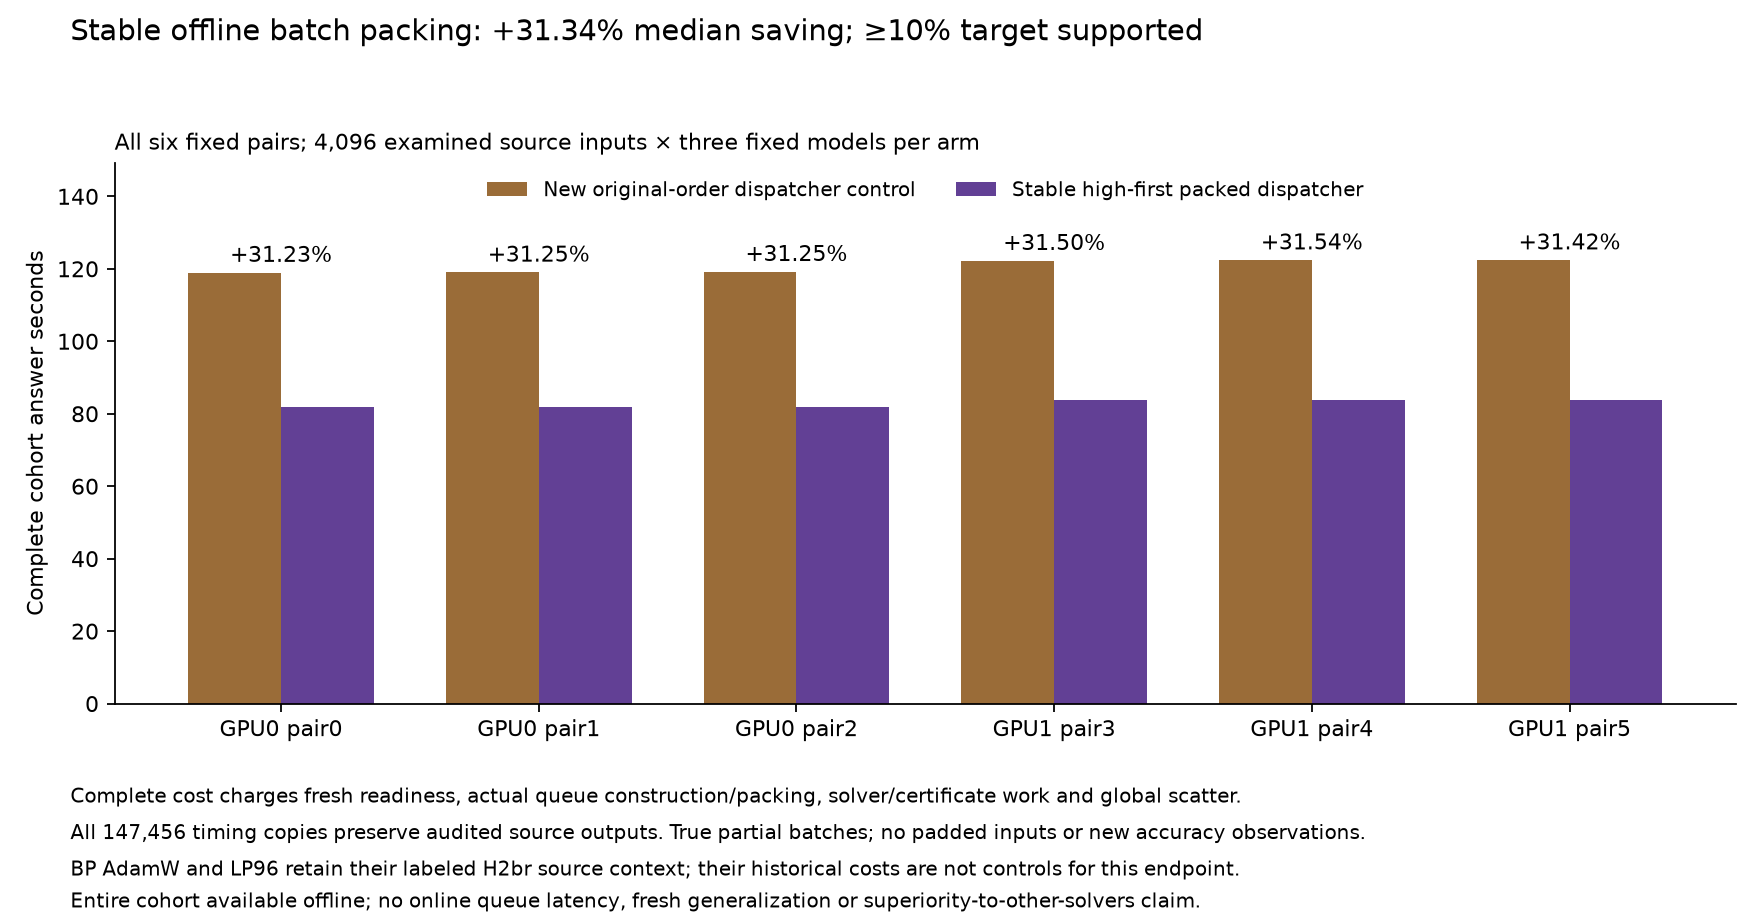 Stable offline batch packing: +31.34% median saving; ≥10% target supported
All six fixed pairs; 4,096 examined source inputs × three fixed models per arm
New original-order dispatcher control
Stable high-first packed dispatcher
Complete cohort answer seconds
140
120
100
80
60
40
20
0
+31.23%
+31.25%
+31.25%
+31.50%
+31.54%
+31.42%
GPU0 pair0
GPU0 pair1
GPU0 pair2
GPU1 pair3
GPU1 pair4
GPU1 pair5
Complete cost charges fresh readiness, actual queue construction/packing, solver/certificate work and global scatter.
All 147,456 timing copies preserve audited source outputs. True partial batches; no padded inputs or new accuracy observations.
BP AdamW and LP96 retain their labeled H2br source context; their historical costs are not controls for this endpoint.
Entire cohort available offline; no online queue latency, fresh generalization or superiority-to-other-solvers claim.